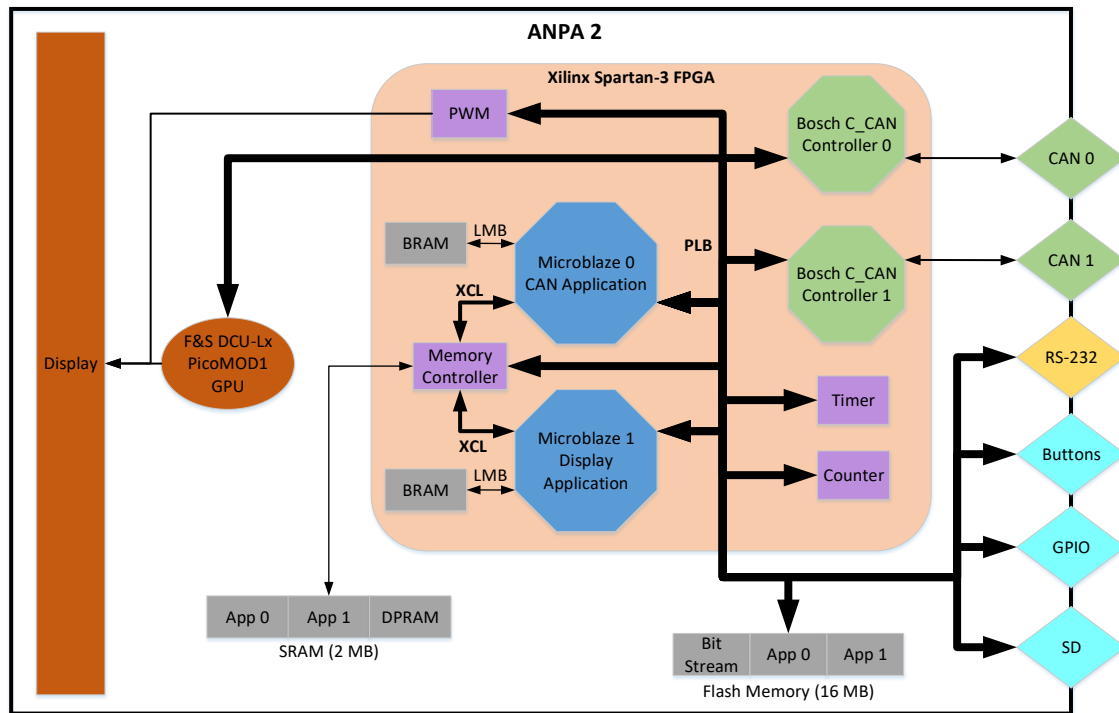 ANPA 2
Xilinx Spartan-3 FPGA
PWM
Bosch C_CAN
Controller 0
CAN 0
BRAM
LMB
Microblaze 0
CAN Application
PLB
Bosch C_CAN
Controller 1
CAN 1
XCL
Display
F&S DCU-Lx
PicoMOD1
GPU
Memory
Controller
RS-232
Timer
XCL
Microblaze 1
Display
Application
Buttons
BRAM
LMB
Counter
GPIO
App 0
App 1
DPRAM
SRAM (2 MB)
Bit
Stream
App 0
App 1
Flash Memory (16 MB)
SD